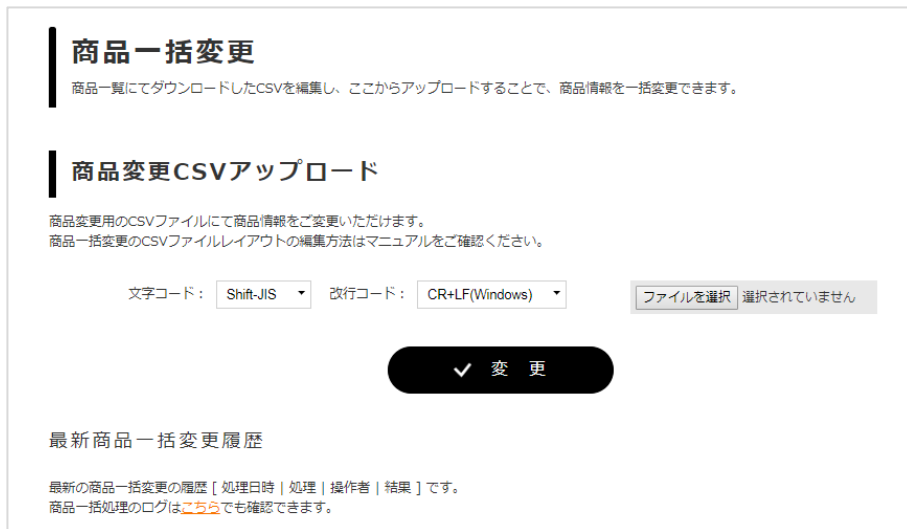 商品一括変更
商品一覧にてダウンロードしたCSVを編集し、ここからアップロードすることで、商品情報を一括変更できます。
商品変更CSVアップロード
商品変更用のCSVファイルにて商品情報をご変更いただけます。
商品一括変更のCSVファイルレイアウトの編集方法はマニュアルをご確認ください。
文字コード： Shift-JIS 改行コード： CR+LF(Windows) ファイルを選択 選択されていません
変 更
最新商品一括変更履歴
最新の商品一括変更の履歴 [ 処理日時 | 処理 | 操作者 | 結果 ] です。
商品一括処理のログはこちらでも確認できます。